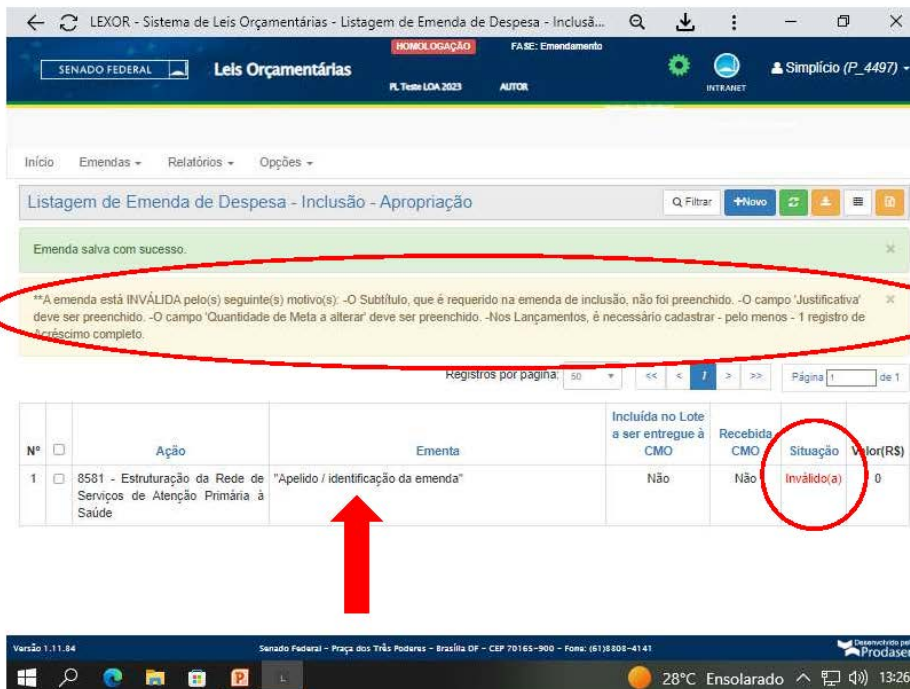 LEXOR - Sistema de Leis Orçamentárias - Listagem de Emenda de Despesa - Inclusã...
HOMOLOGAÇÃO FASE: Emendamento
SENADO FEDERAL Leis Orçamentárias
Simplício (P_4497)
PL Teste LOA 2023 AUTOR INTRANET
Início Emendas Relatórios Opções
Listagem de Emenda de Despesa - Inclusão - Apropriação Filtrar +Novo
Emenda salva com sucesso. ×
**A emenda está INVÁLIDA pelo(s) seguinte(s) motivo(s): -O Subtítulo, que é requerido na emenda de inclusão, não foi preenchido. -O campo 'Justificativa' ×
deve ser preenchido. -O campo 'Quantidade de Meta a alterar' deve ser preenchido. -Nos Lançamentos, é necessário cadastrar - pelo menos - 1 registro de
Acréscimo completo.
Registros por página: 50 << < 1 > >> Página 1 de 1
Nº Ação Ementa Incluída no Lote a ser entregue à CMO Recebida CMO Situação Valor(R$)
1 8581 - Estruturação da Rede de "Apelido / identificação da emenda" Não Não Inválido(a) 0
Serviços de Atenção Primária à
Saúde
Versão 1.11.84 Senado Federal - Praça dos Três Poderes - Brasília DF - CEP 70165-900 - Fone: (61)8808-4141 Desenvolvido pelo
Prodasen
28°C Ensolarado 13:26